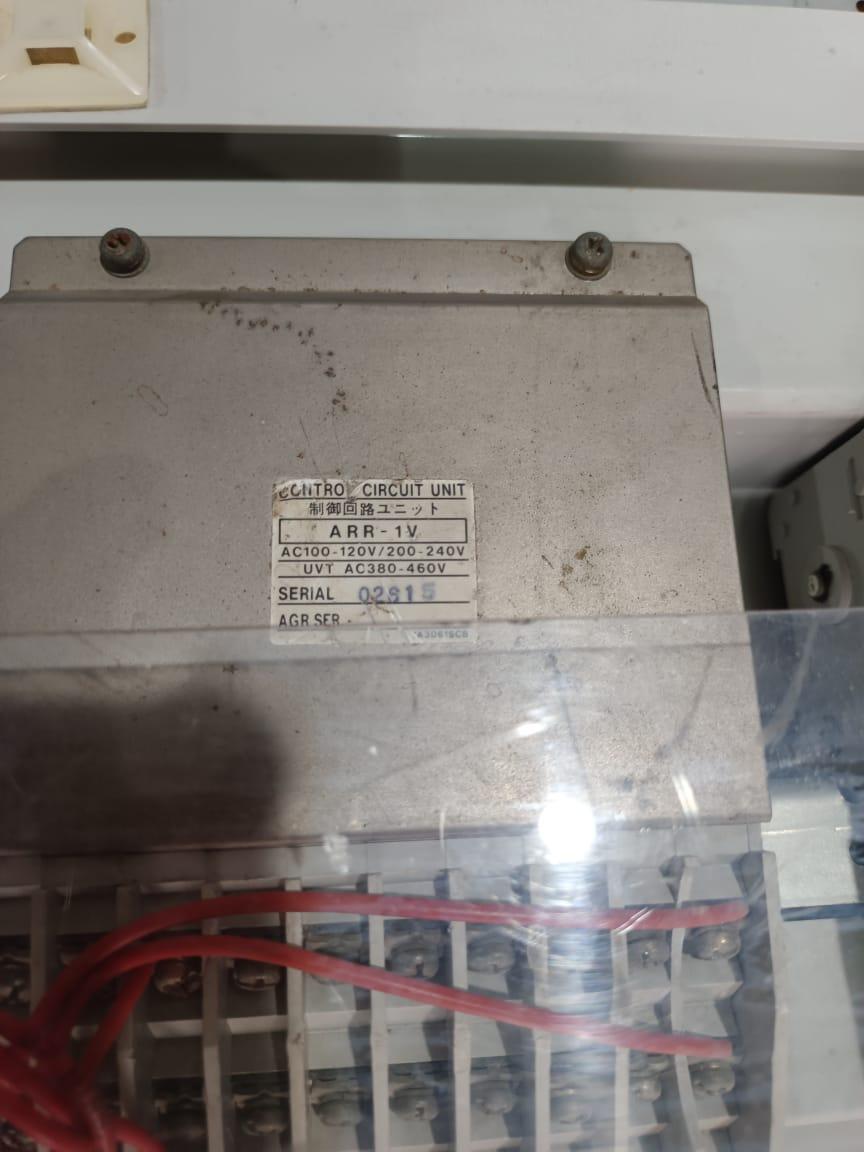 CONTRO CIRCUIT UNIT
制御回路ユニット
ARR-1V
AC100-120V/200-240V
UVT AC380-460V
SERIAL 02815
AGR SER.